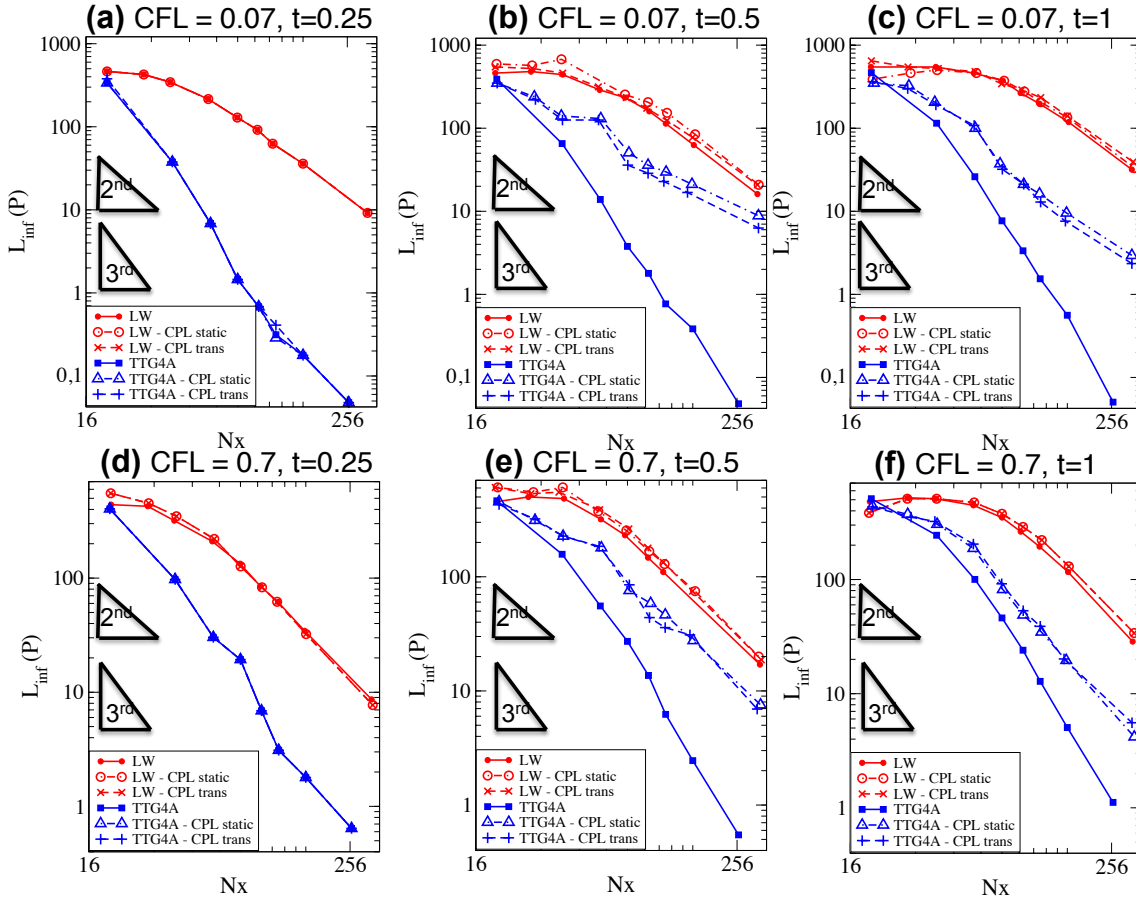 (a) CFL = 0.07, t=0.25
1000
100
10
1
0,1
L_inf (P)
2nd
3rd
LW
LW - CPL static
LW - CPL trans
TTG4A
TTG4A - CPL static
TTG4A - CPL trans
16
256
Nx
(b) CFL = 0.07, t=0.5
1000
100
10
1
0,1
L_inf (P)
2nd
3rd
LW
LW - CPL static
LW - CPL trans
TTG4A
TTG4A - CPL static
TTG4A - CPL trans
16
256
Nx
(c) CFL = 0.07, t=1
1000
100
10
1
0,1
L_inf (P)
2nd
3rd
LW
LW - CPL static
LW - CPL trans
TTG4A
TTG4A - CPL static
TTG4A - CPL trans
16
256
Nx
(d) CFL = 0.7, t=0.25
100
10
1
L_inf (P)
2nd
3rd
LW
LW - CPL static
LW - CPL trans
TTG4A
TTG4A - CPL static
TTG4A - CPL trans
16
256
Nx
(e) CFL = 0.7, t=0.5
100
10
1
L_inf (P)
2nd
3rd
LW
LW - CPL static
LW - CPL trans
TTG4A
TTG4A - CPL static
TTG4A - CPL trans
16
256
Nx
(f) CFL = 0.7, t=1
100
10
1
L_inf (P)
2nd
3rd
LW
LW - CPL static
LW - CPL trans
TTG4A
TTG4A - CPL static
TTG4A - CPL trans
16
256
Nx